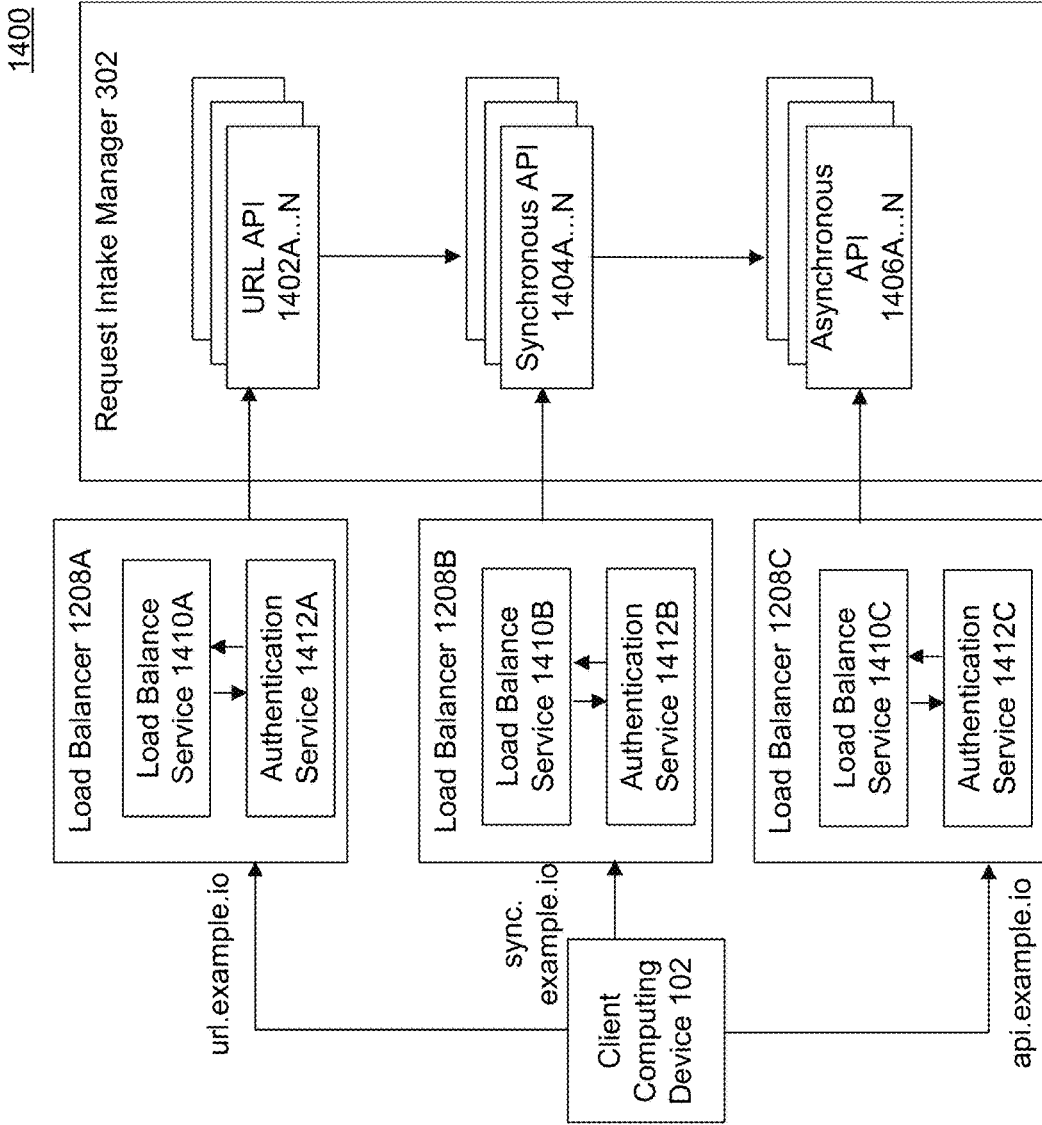 1400
Request Intake Manager 302
URL API
1402A...N
Synchronous API
1404A...N
Asynchronous
API
1406A...N
Load Balancer 1208A
Load Balance
Service 1410A
Authentication
Service 1412A
Load Balancer 1208B
Load Balance
Service 1410B
Authentication
Service 1412B
Load Balancer 1208C
Load Balance
Service 1410C
Authentication
Service 1412C
url.example.io
sync.
example.io
api.example.io
Client
Computing
Device 102